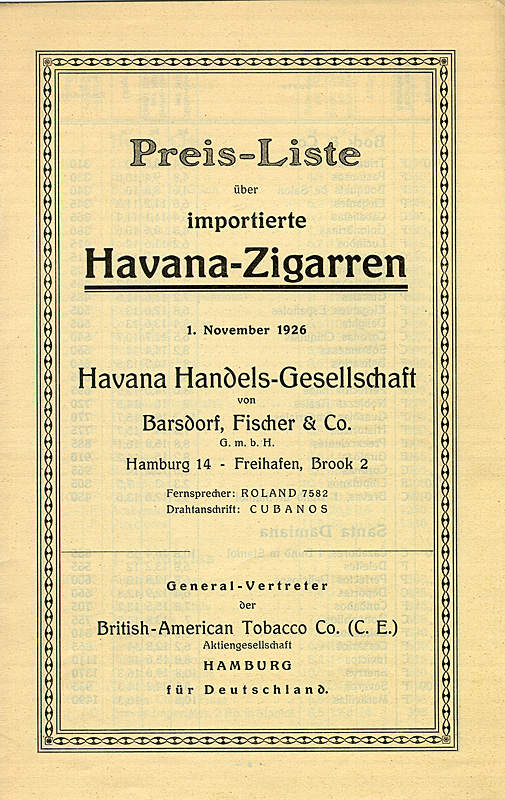 Preis-Liste
über
importierte
Havana-Zigarren
1. November 1926
Havana Handels-Gesellschaft
von
Barsdorf, Fischer & Co.
G. m. b. H.
Hamburg 14 - Freihafen, Brook 2
Fernsprecher: ROLAND 7582
Drahtanschrift: CUBANOS
General-Vertreter
der
British-American Tobacco Co. (C. E.)
Aktiengesellschaft
HAMBURG
für Deutschland.